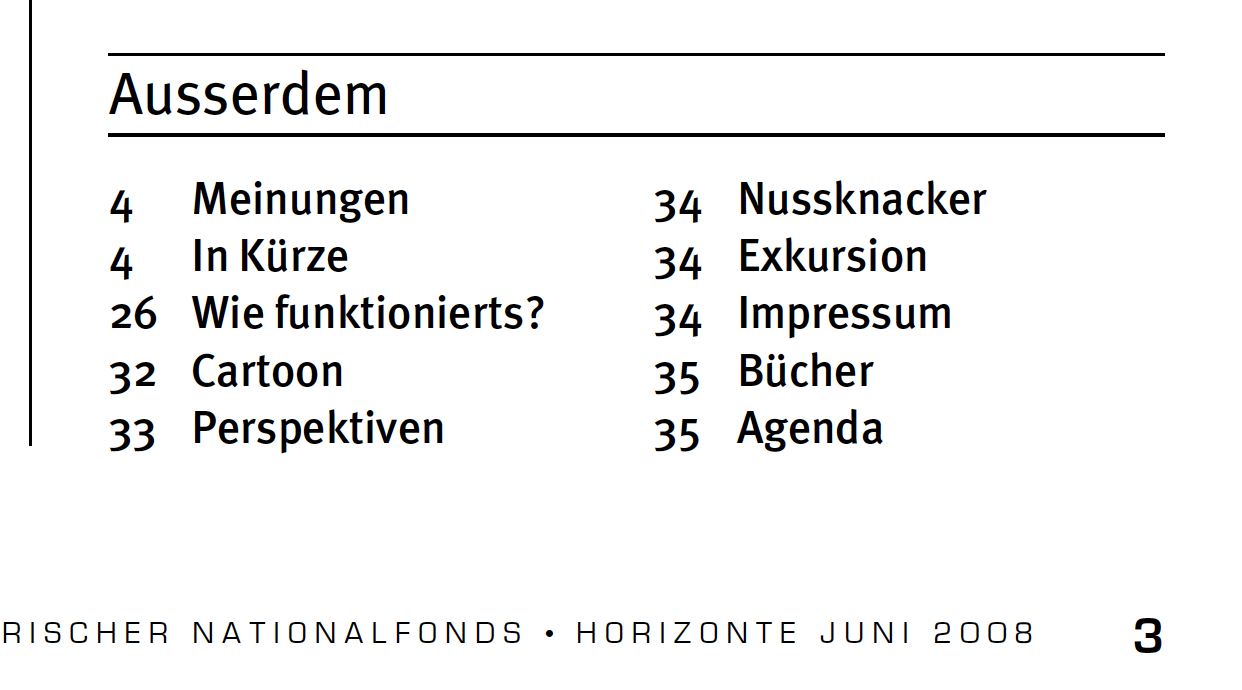 Ausserdem
4 Meinungen
4 In Kürze
26 Wie funktionierts?
32 Cartoon
33 Perspektiven
34 Nussknacker
34 Exkursion
34 Impressum
35 Bücher
35 Agenda
RISCHER NATIONALFONDS • HORIZONTE JUNI 2008 3